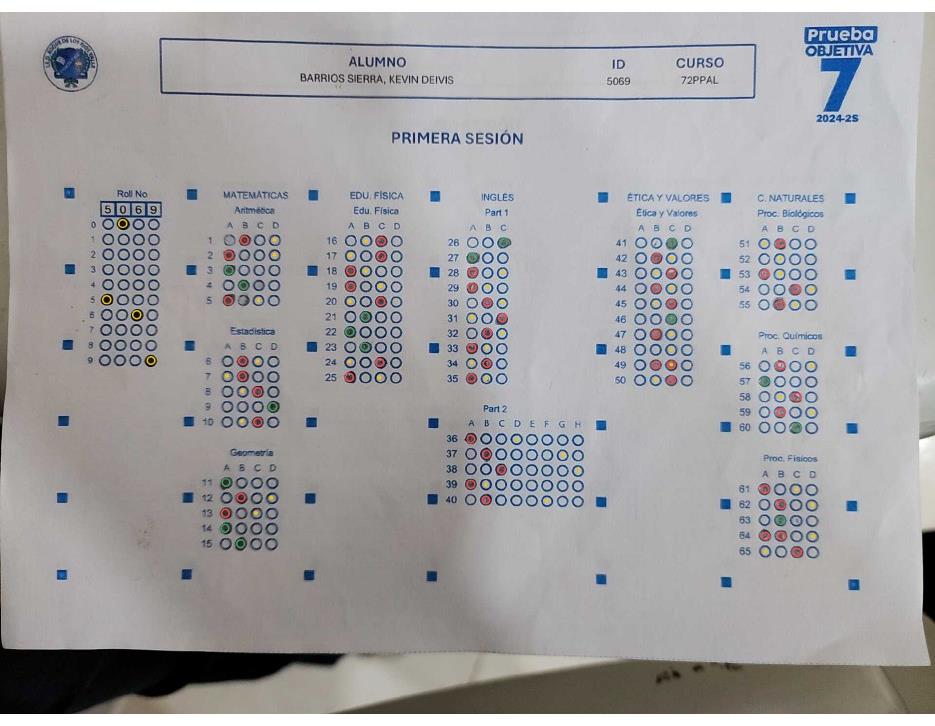 Prueba
OBJETIVA
7
2024-2S
ALUMNO ID CURSO
BARRIOS SIERRA, KEVIN DEIVIS 5069 72PPAL
PRIMERA SESIÓN
Roll No
5 0 6 9
0
1
2
3
4
5
6
7
8
9
MATEMÁTICAS
Aritmética
A B C D
1
2
3
4
5
Estadística
A B C D
6
7
8
9
10
Geometría
A B C D
11
12
13
14
15
EDU. FÍSICA
Edu. Física
A B C D
16
17
18
19
20
21
22
23
24
25
INGLÉS
Part 1
A B C
26
27
28
29
30
31
32
33
34
35
Part 2
A B C D E F G H
36
37
38
39
40
ÉTICA Y VALORES
Ética y Valores
A B C D
41
42
43
44
45
46
47
48
49
50
C. NATURALES
Proc. Biológicos
A B C D
51
52
53
54
55
Proc. Químicos
A B C D
56
57
58
59
60
Proc. Físicos
A B C D
61
62
63
64
65